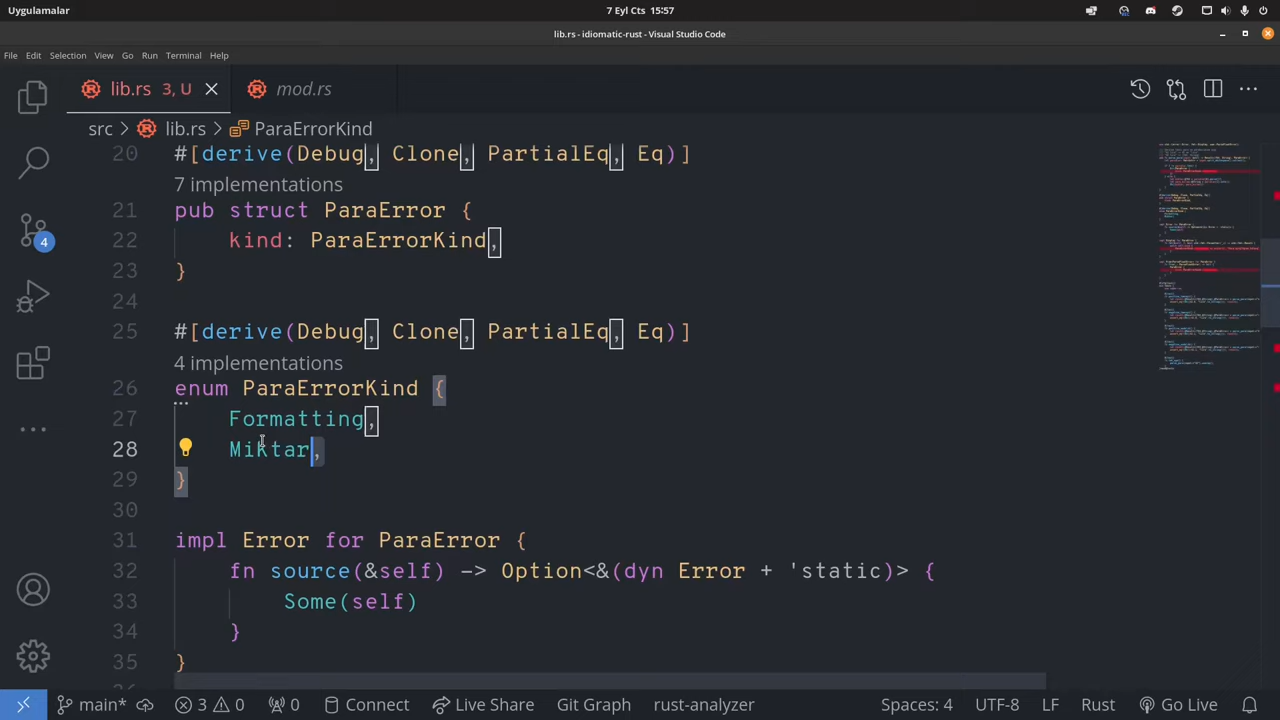 Uygulamalar
7 Eyl Cts 15:57
lib.rs - idiomatic-rust - Visual Studio Code
File Edit Selection View Go Run Terminal Help
lib.rs 3, U
mod.rs
src > lib.rs > ParaErrorKind
20 #[derive(Debug, Clone, PartialEq, Eq)]
7 implementations
21 pub struct ParaError {
22 kind: ParaErrorKind,
23 }
24
25 #[derive(Debug, Clone, PartialEq, Eq)]
4 implementations
26 enum ParaErrorKind {
27 Formatting,
28 Miktar,
29 }
30
31 impl Error for ParaError {
32 fn source(&self) -> Option<&(dyn Error + 'static)> {
33 Some(self)
34 }
35 }
4
main* 3 0 0 Connect Live Share Git Graph rust-analyzer Spaces: 4 UTF-8 LF Rust Go Live